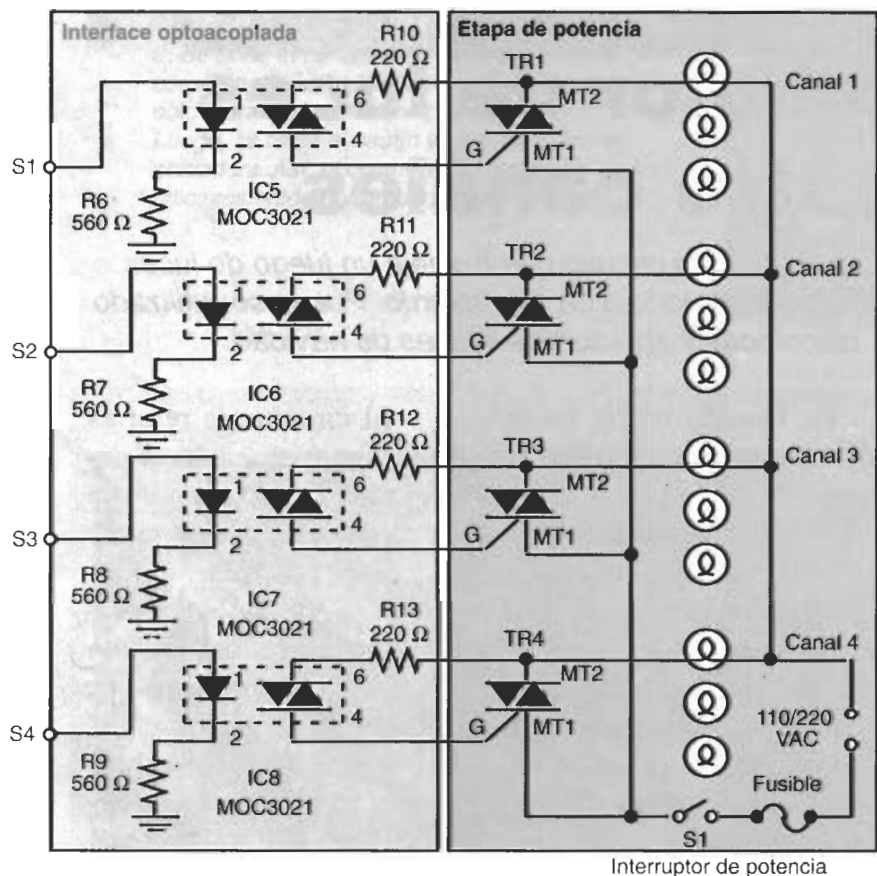 Interface optoacoplada
Etapa de potencia
R10
220 Ω
TR1
Canal 1
1
6
MT2
2
4
G
MT1
S1
R6
560 Ω
IC5
MOC3021
R11
220 Ω
TR2
Canal 2
1
6
MT2
2
4
G
MT1
S2
R7
560 Ω
IC6
MOC3021
R12
220 Ω
TR3
Canal 3
1
6
MT2
2
4
G
MT1
S3
R8
560 Ω
IC7
MOC3021
R13
220 Ω
TR4
Canal 4
1
6
MT2
2
4
G
MT1
S4
110/220
VAC
R9
560 Ω
IC8
MOC3021
Fusible
S1
Interruptor de potencia